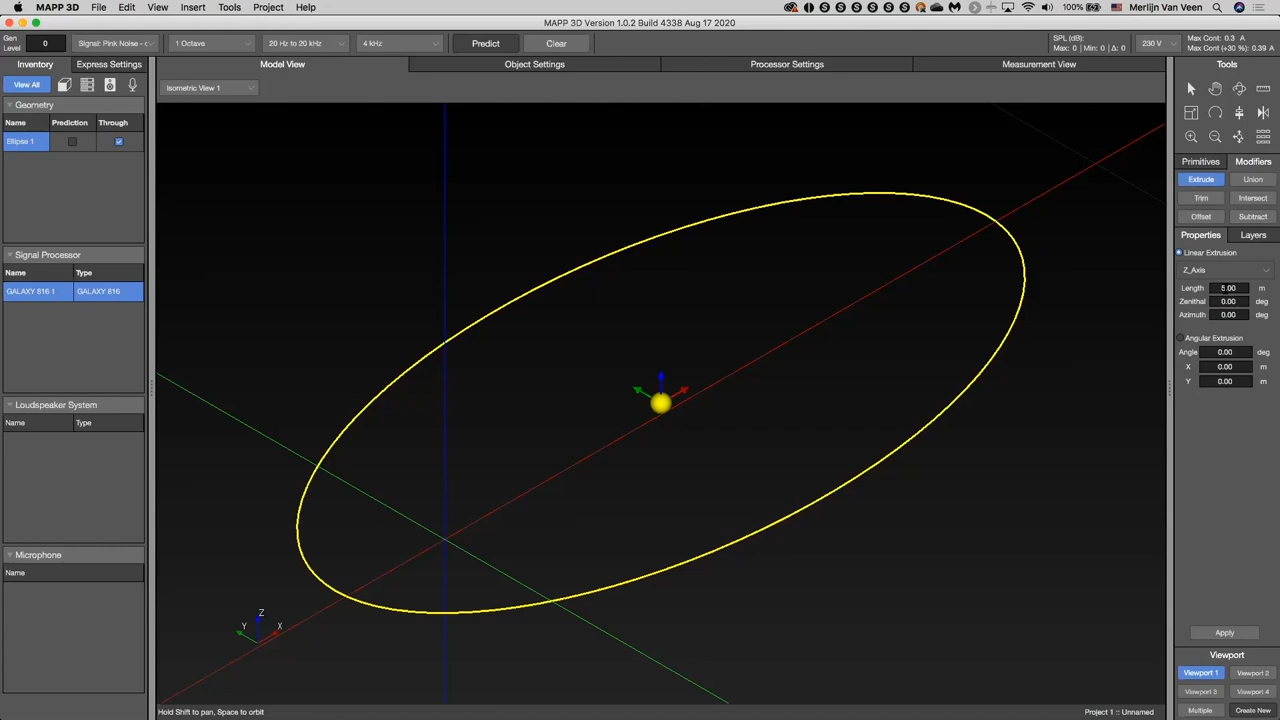 MAPP 3D File Edit View Insert Tools Project Help 100% Merlijn Van Veen
MAPP 3D Version 1.0.2 Build 4338 Aug 17 2020
Gen Level 0 Signal: Pink Noise - 1 Octave 20 Hz to 20 kHz 4 kHz Predict Clear
SPL (dB):
Max: 0 | Min: 0 | Δ: 0
230 V
Max Cont: 0.3 A
Max Cont (+30 %): 0.39 A
Inventory Express Settings Model View Object Settings Processor Settings Measurement View Tools
View All
Isometric View 1
Geometry
Name Prediction Through
Ellipse 1
Signal Processor
Name Type
GALAXY 816 1 GALAXY 816
Loudspeaker System
Name Type
Microphone
Name
Z
Y X
Hold Shift to pan, Space to orbit
Project 1 :: Unnamed
Primitives Modifiers
Extrude Union
Trim Intersect
Offset Subtract
Properties Layers
Linear Extrusion
Z_Axis
Length 5.00 m
Zenithal 0.00 deg
Azimuth 0.00 deg
Angular Extrusion
Angle 0.00 deg
X 0.00 m
Y 0.00 m
Apply
Viewport
Viewport 1 Viewport 2
Viewport 3 Viewport 4
Multiple Create New